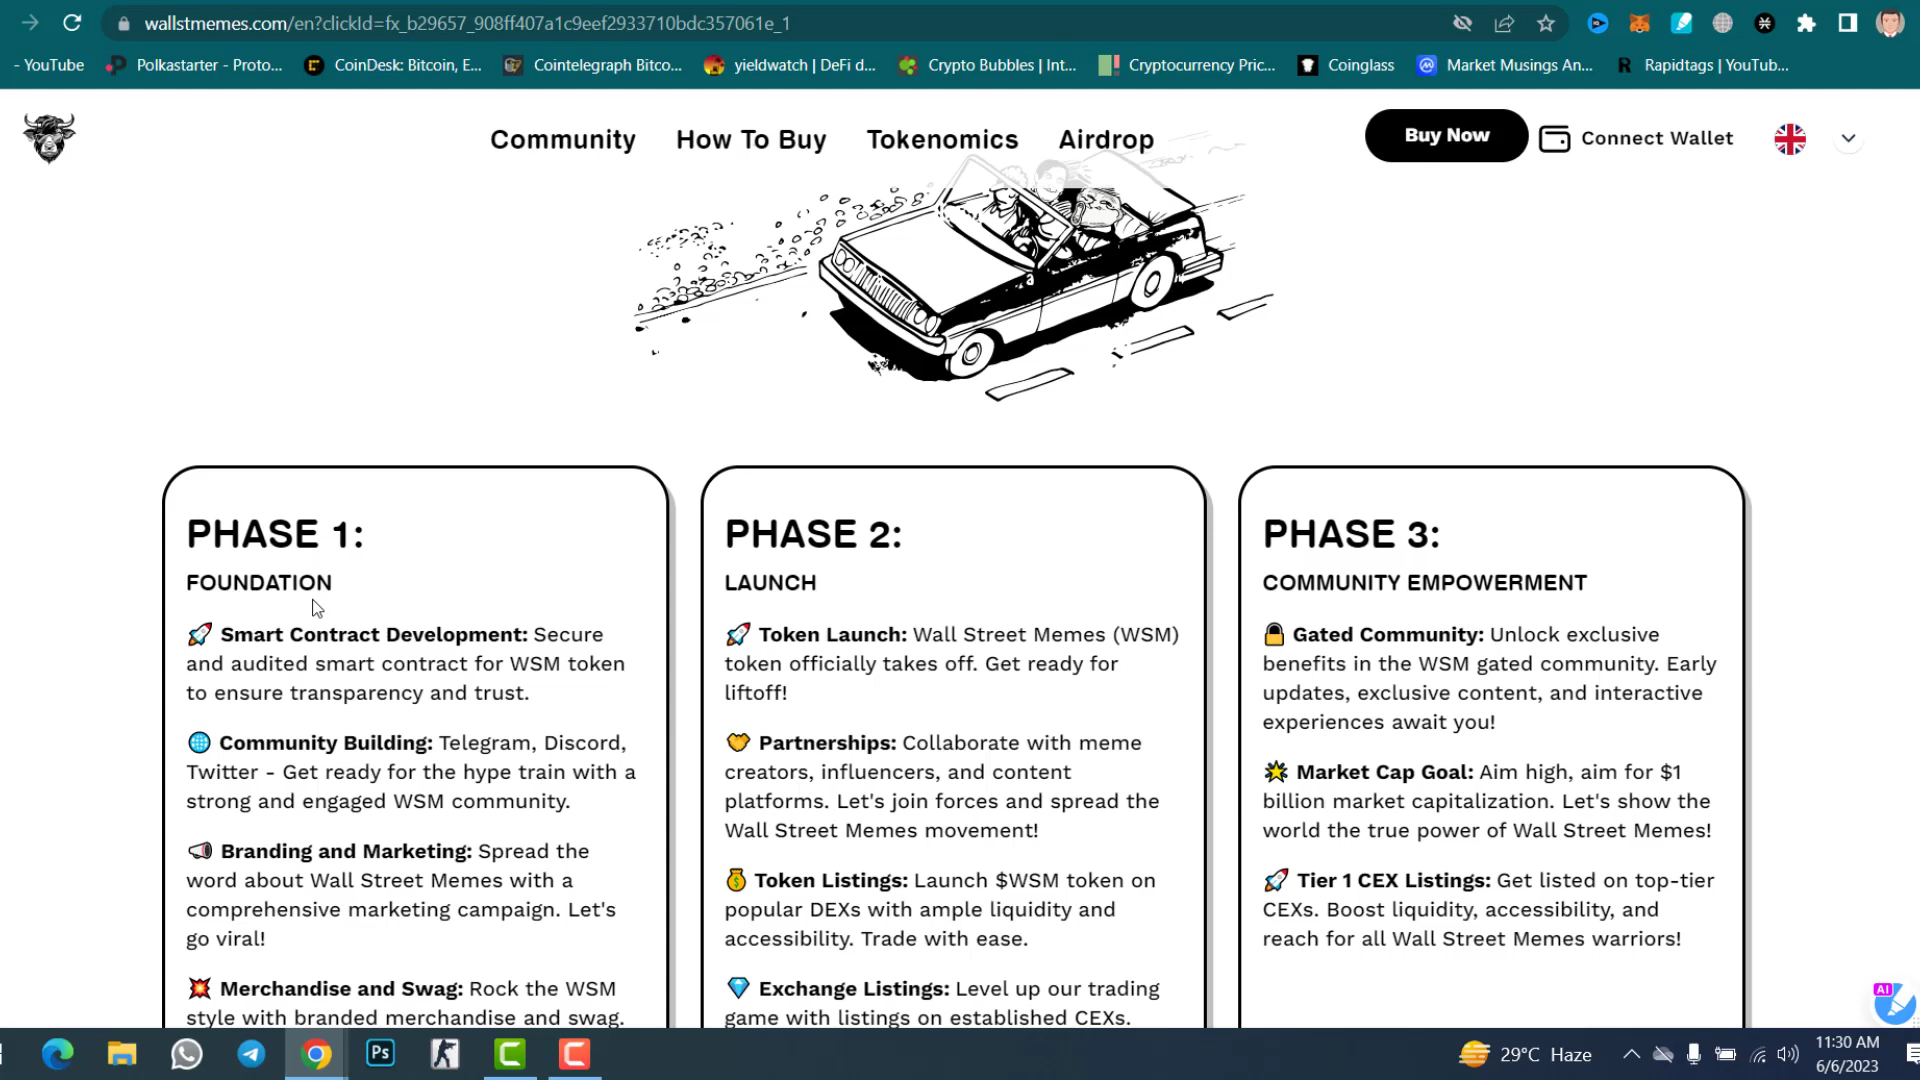 wallstmemes.com/en?clickId=fx_b29657_908ff407a1c9eef2933710bdc357061e_1
- YouTube
Polkastarter - Proto...
CoinDesk: Bitcoin, E...
Cointelegraph Bitco...
yieldwatch | DeFi d...
Crypto Bubbles | Int...
Cryptocurrency Pric...
Coinglass
Market Musings An...
Rapidtags | YouTub...
Community
How To Buy
Tokenomics
Airdrop
Buy Now
Connect Wallet
PHASE 1:
FOUNDATION
Smart Contract Development: Secure
and audited smart contract for WSM token
to ensure transparency and trust.
Community Building: Telegram, Discord,
Twitter - Get ready for the hype train with a
strong and engaged WSM community.
Branding and Marketing: Spread the
word about Wall Street Memes with a
comprehensive marketing campaign. Let's
go viral!
Merchandise and Swag: Rock the WSM
style with branded merchandise and swag.
PHASE 2:
LAUNCH
Token Launch: Wall Street Memes (WSM)
token officially takes off. Get ready for
liftoff!
Partnerships: Collaborate with meme
creators, influencers, and content
platforms. Let's join forces and spread the
Wall Street Memes movement!
Token Listings: Launch $WSM token on
popular DEXs with ample liquidity and
accessibility. Trade with ease.
Exchange Listings: Level up our trading
game with listings on established CEXs.
PHASE 3:
COMMUNITY EMPOWERMENT
Gated Community: Unlock exclusive
benefits in the WSM gated community. Early
updates, exclusive content, and interactive
experiences await you!
Market Cap Goal: Aim high, aim for $1
billion market capitalization. Let's show the
world the true power of Wall Street Memes!
Tier 1 CEX Listings: Get listed on top-tier
CEXs. Boost liquidity, accessibility, and
reach for all Wall Street Memes warriors!
AI
Ps
29°C Haze
11:30 AM
6/6/2023